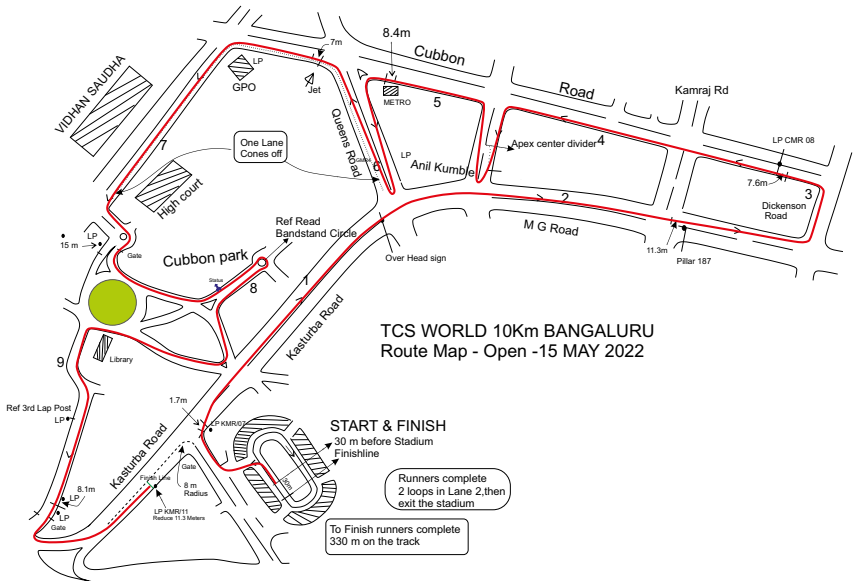 7m
8.4m
Cubbon
Road
Kamraj Rd
VIDHAN SAUDHA
LP
GPO
Jet
METRO
5
4
LP CMR 08
7
One Lane
Cones off
Queens Road
6
LP
Anil Kumble
Apex center divider
7.6m
3
Dickenson
Road
High court
2
M G Road
11.3m
Pillar 187
Ref Read
Bandstand Circle
LP
15 m
Gate
Cubbon park
Over Head sign
Status
8
1
Kasturba Road
TCS WORLD 10Km BANGALURU
Route Map - Open -15 MAY 2022
9
Library
Ref 3rd Lap Post
LP
1.7m
LP KMR/07
START & FINISH
30 m before Stadium
Finishline
Kasturba Road
Gate
8 m
Radius
Finish Line
30m
8.1m
LP
LP
Gate
LP KMR/11
Reduce 11.3 Meters
Runners complete
2 loops in Lane 2,then
exit the stadium
To Finish runners complete
330 m on the track